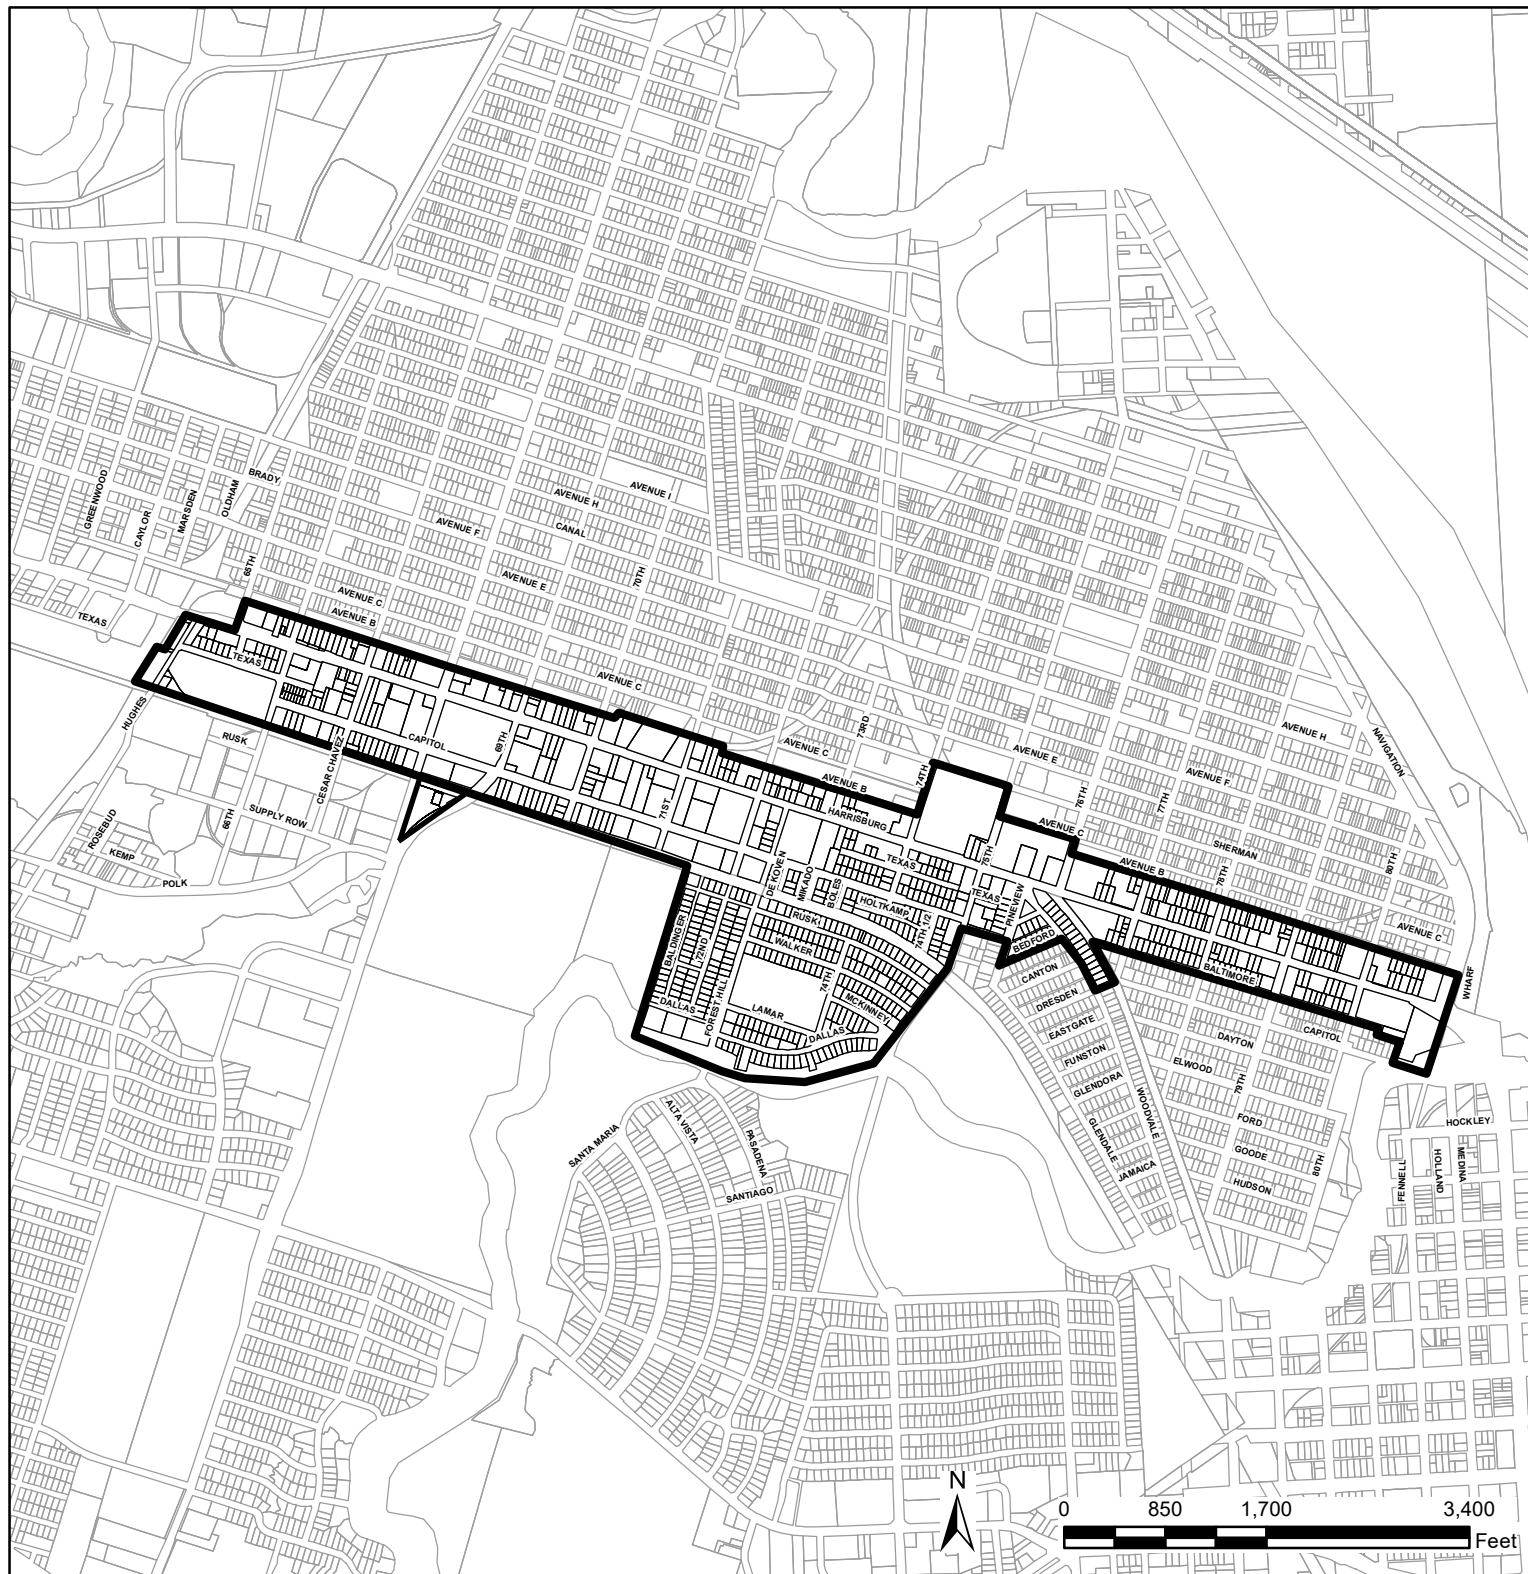 GREENWOOD
CAYLOR
MARSDEN
OLDHAM
BRADY
65TH
AVENUE I
AVENUE H
CANAL
AVENUE F
AVENUE E
70TH
AVENUE C
AVENUE B
TEXAS
TEXAS
HUGHES
RUSK
CESAR CHAVEZ
CAPITOL
69TH
AVENUE C
66TH
SUPPLY ROW
ROSEBUD
KEMP
POLK
71ST
AVENUE C
73RD
AVENUE B
74TH
HARRISBURG
AVENUE E
AVENUE H
NAVIGATION
AVENUE F
76TH
77TH
AVENUE C
SHERMAN
AVENUE B
78TH
80TH
AVENUE C
WHARF
75TH
TEXAS
TEXAS
DE KOVEN
MIKADO
BOLES
HOLTKAMP
PINEVIEW
RUSK
WALKER
74TH 1/2
BEDFORD
BALDINGER
72ND
FOREST HILL
DALLAS
74TH
MCKINNEY
LAMAR
DALLAS
CANTON
DRESDEN
EASTGATE
FUNSTON
GLENDORA
GLENDALE
JAMAICA
WOODVALE
BALTIMORE
CAPITOL
DAYTON
ELWOOD
79TH
FORD
GOODE
HUDSON
80TH
HOCKLEY
FENNELL
HOLLAND
MEDINA
SANTA MARIA
ALTA VISTA
PASADENA
SANTIAGO
N
0 850 1,700 3,400
Feet